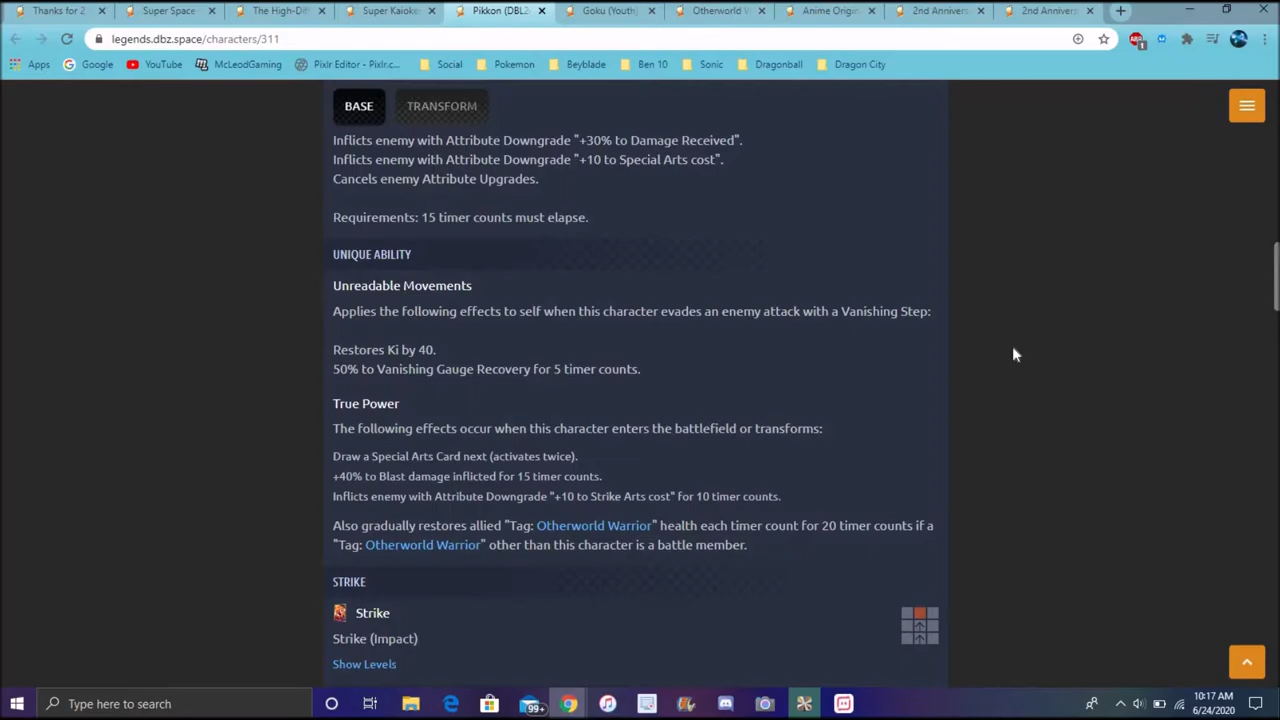 Thanks for 2
Super Space
The High-Dif
Super Kaioke
Pikkon (DBL2
Goku (Youth)
Otherworld W
Anime Origin
2nd Annivers
2nd Annivers
legends.dbz.space/characters/311
Apps
Google
YouTube
McLeodGaming
Pixlr Editor - Pixlr.c...
Social
Pokemon
Beyblade
Ben 10
Sonic
Dragonball
Dragon City
BASE
TRANSFORM
Inflicts enemy with Attribute Downgrade "+30% to Damage Received".
Inflicts enemy with Attribute Downgrade "+10 to Special Arts cost".
Cancels enemy Attribute Upgrades.
Requirements: 15 timer counts must elapse.
UNIQUE ABILITY
Unreadable Movements
Applies the following effects to self when this character evades an enemy attack with a Vanishing Step:
Restores Ki by 40.
50% to Vanishing Gauge Recovery for 5 timer counts.
True Power
The following effects occur when this character enters the battlefield or transforms:
Draw a Special Arts Card next (activates twice).
+40% to Blast damage inflicted for 15 timer counts.
Inflicts enemy with Attribute Downgrade "+10 to Strike Arts cost" for 10 timer counts.
Also gradually restores allied "Tag: Otherworld Warrior" health each timer count for 20 timer counts if a
"Tag: Otherworld Warrior" other than this character is a battle member.
STRIKE
Strike
Strike (Impact)
Show Levels
Type here to search
99+
10:17 AM
6/24/2020